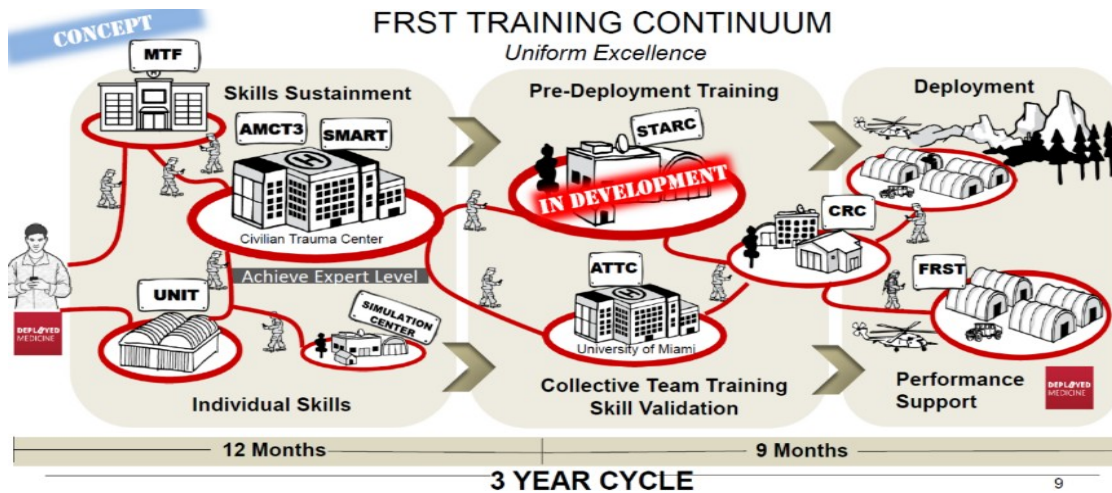 CONCEPT
FRST TRAINING CONTINUUM
Uniform Excellence
MTF
Skills Sustainment
AMCT3
SMART
Civilian Trauma Center
Achieve Expert Level
UNIT
SIMULATION
CENTER
DEPLOYED
MEDICINE
Individual Skills
Pre-Deployment Training
STARC
IN DEVELOPMENT
ATTC
University of Miami
Collective Team Training
Skill Validation
Deployment
CRC
FRST
Performance
Support
DEPLOYED
MEDICINE
12 Months
9 Months
3 YEAR CYCLE
9